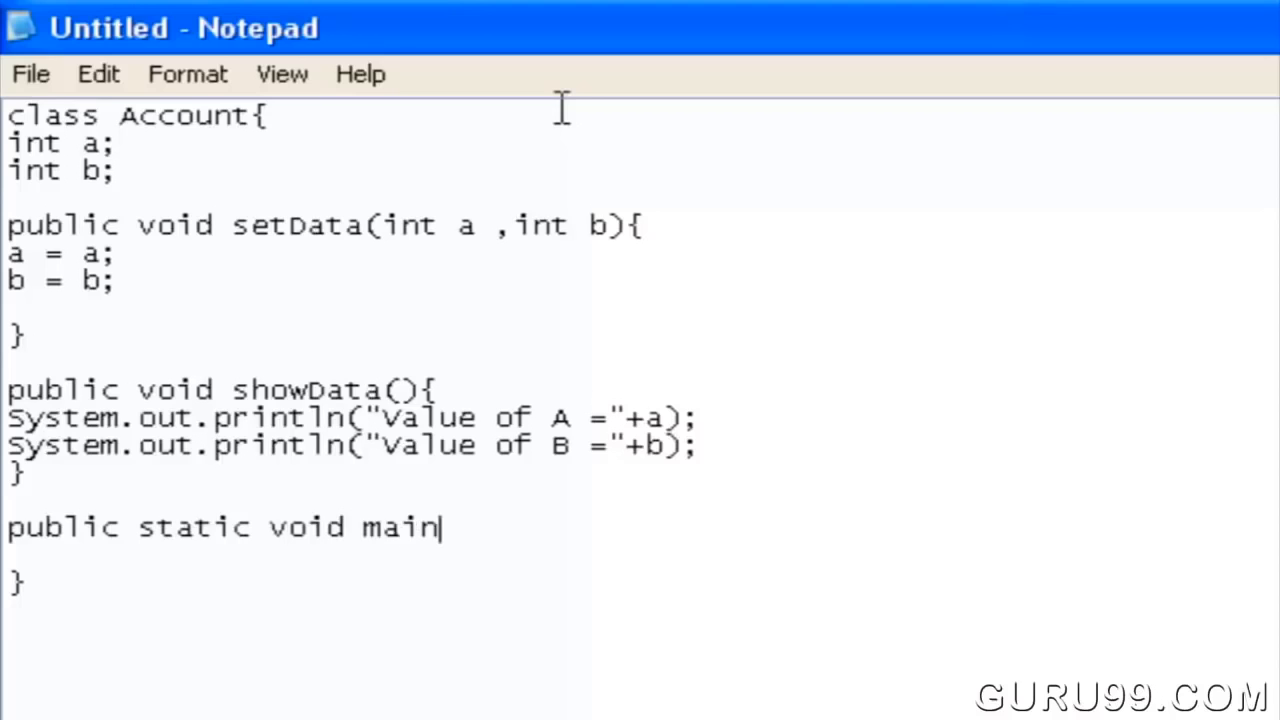 Untitled - Notepad
File Edit Format View Help
class Account{
int a;
int b;
public void setData(int a ,int b){
a = a;
b = b;
}
public void showData(){
System.out.println("Value of A ="+a);
System.out.println("Value of B ="+b);
}
public static void main
}
GURU99.COM